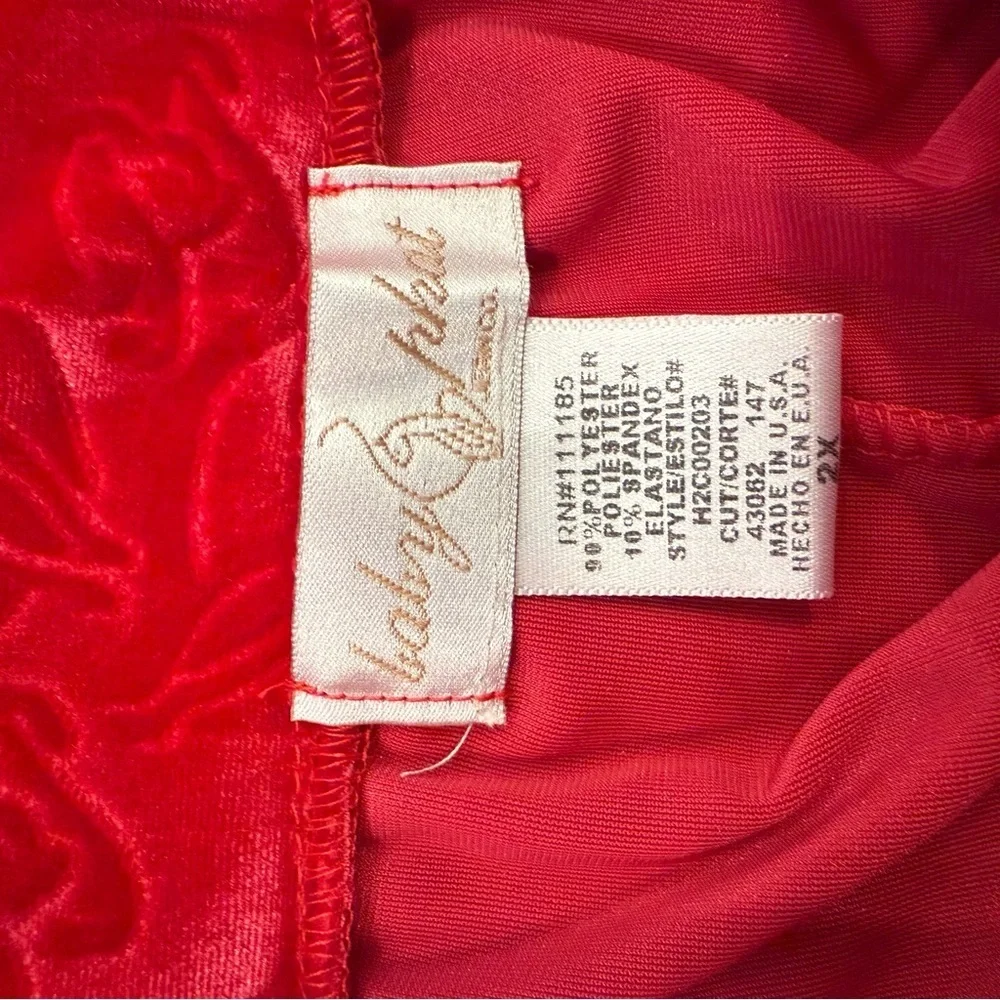 baby phat
RN#111185
90%POLYESTER
POLIESTER
10% SPANDEX
ELASTANO
STYLE/ESTILO#
H2C00203
CUT/CORTE#
43062 147
MADE IN U.S.A.
HECHO EN E.U.A.
2X